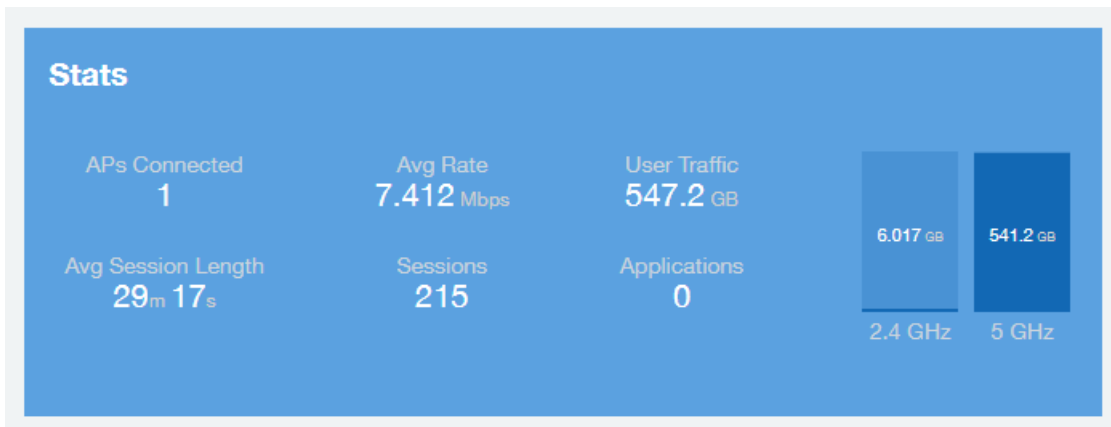 Stats
APs Connected
1
Avg Rate
7.412 Mbps
User Traffic
547.2 GB
Avg Session Length
29m 17s
Sessions
215
Applications
0
6.017 GB
2.4 GHz
541.2 GB
5 GHz